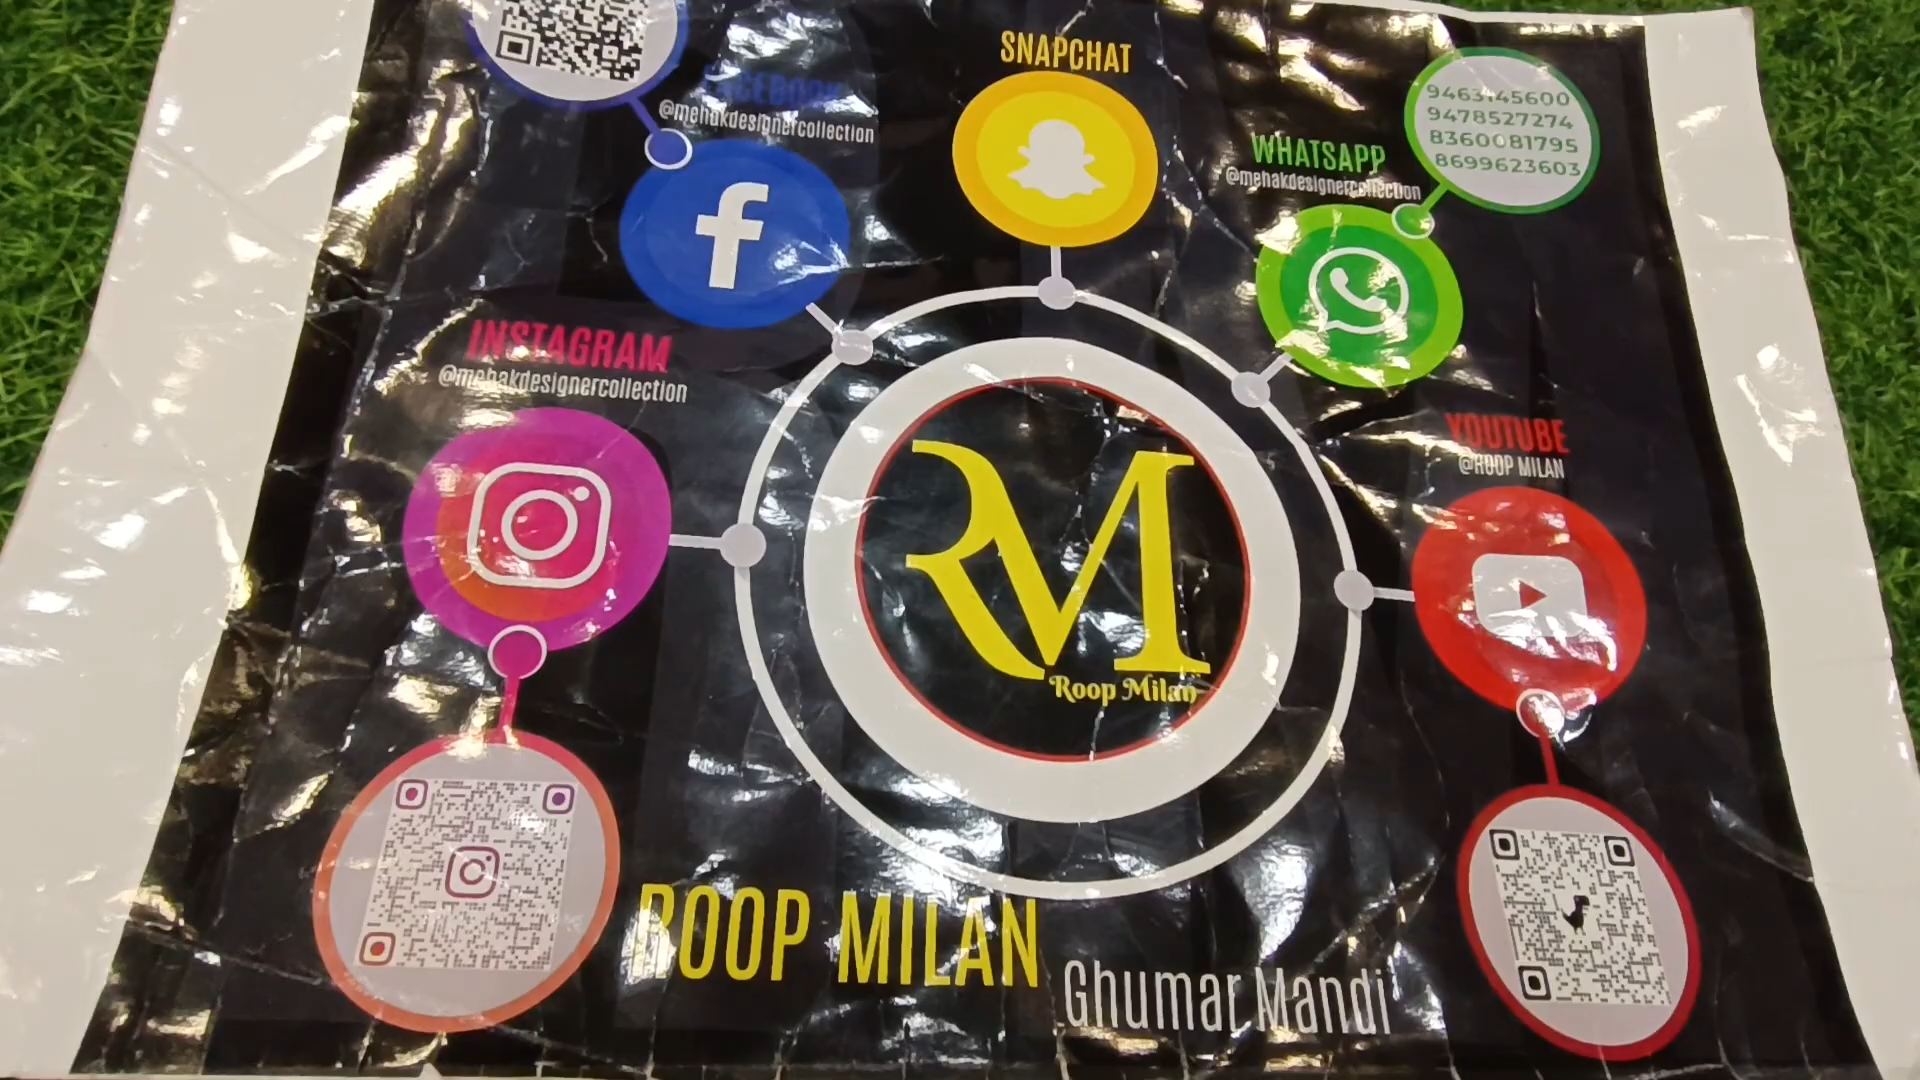 SNAPCHAT
FACEBOOK
@mehakdesignercollection
9463145600
9478527274
8360081795
8699623603
WHATSAPP
@mehakdesignercollection
INSTAGRAM
@mehakdesignercollection
YOUTUBE
@ROOP MILAN
RM
Roop Milan
ROOP MILAN
Ghumar Mandi